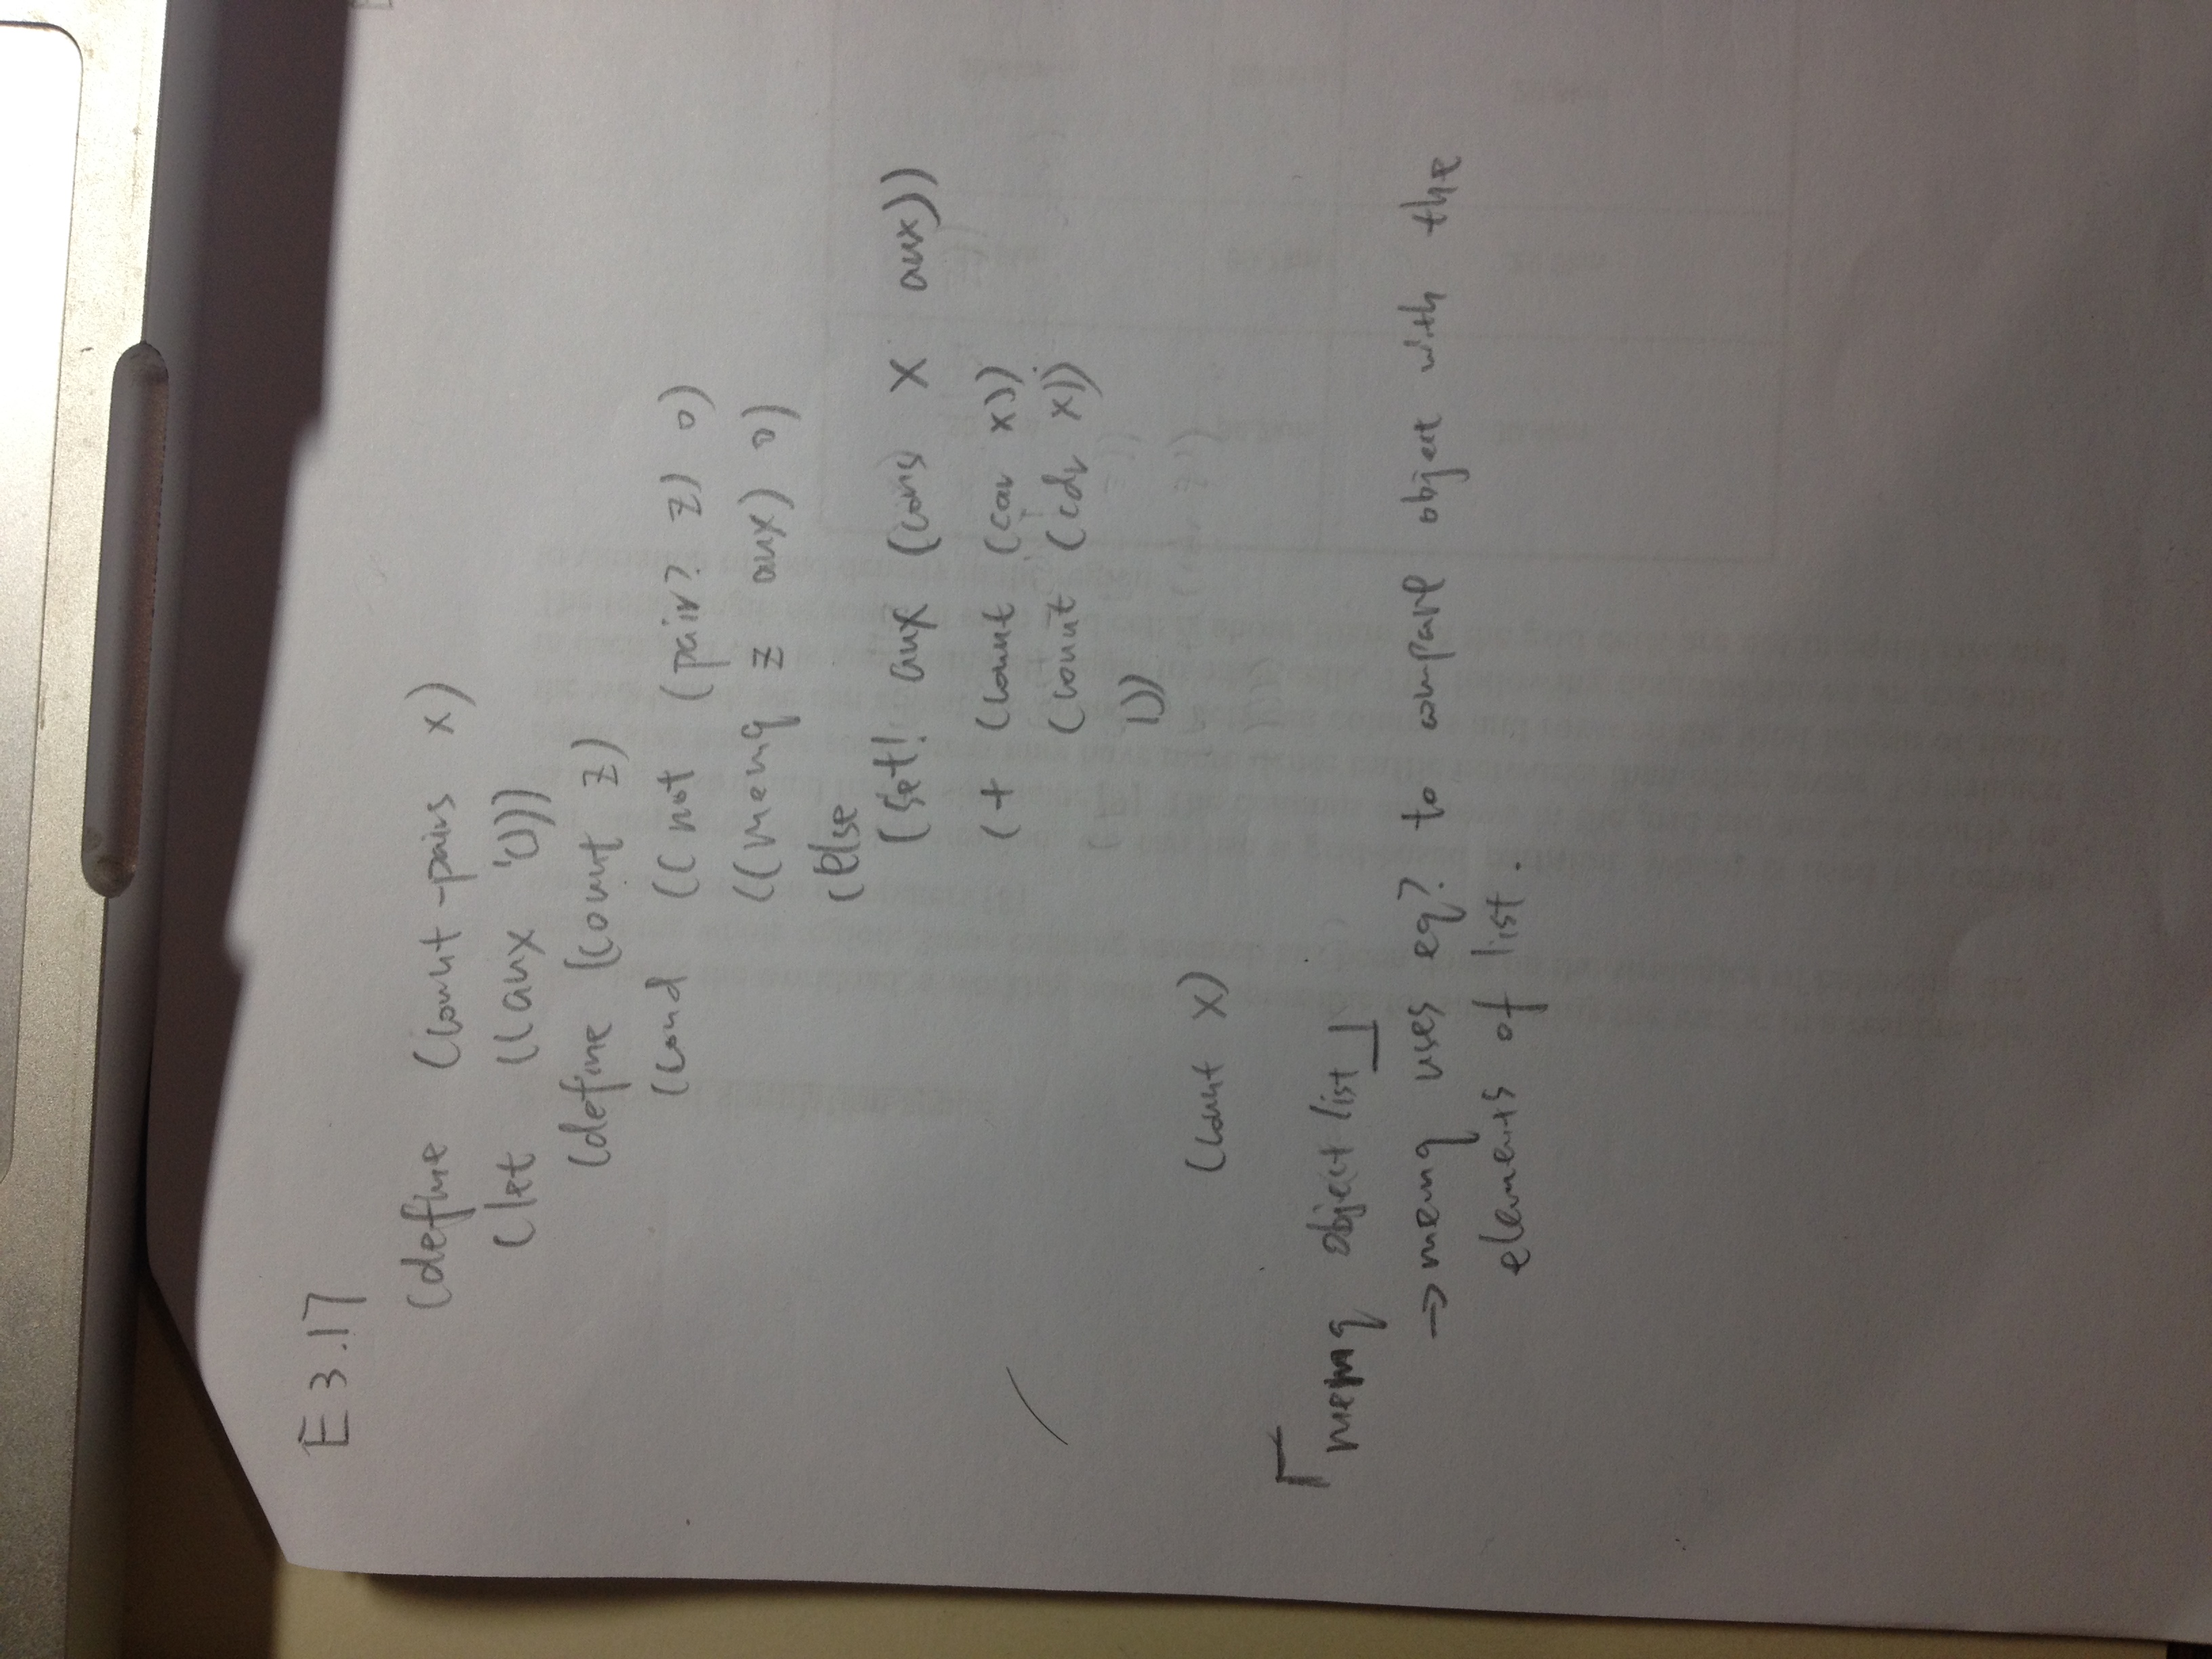 E 3.17
(define (count-pairs x)
(let ((aux '()))
(define (count z)
(cond ((not (pair? z) 0)
((memq z aux) 0)
(else
(set! aux (cons x aux))
(+ (count (car x))
(count (cdr x))
1))
(count x)
「memq object list」
→ memq uses eq? to compare object with the
elements of list.